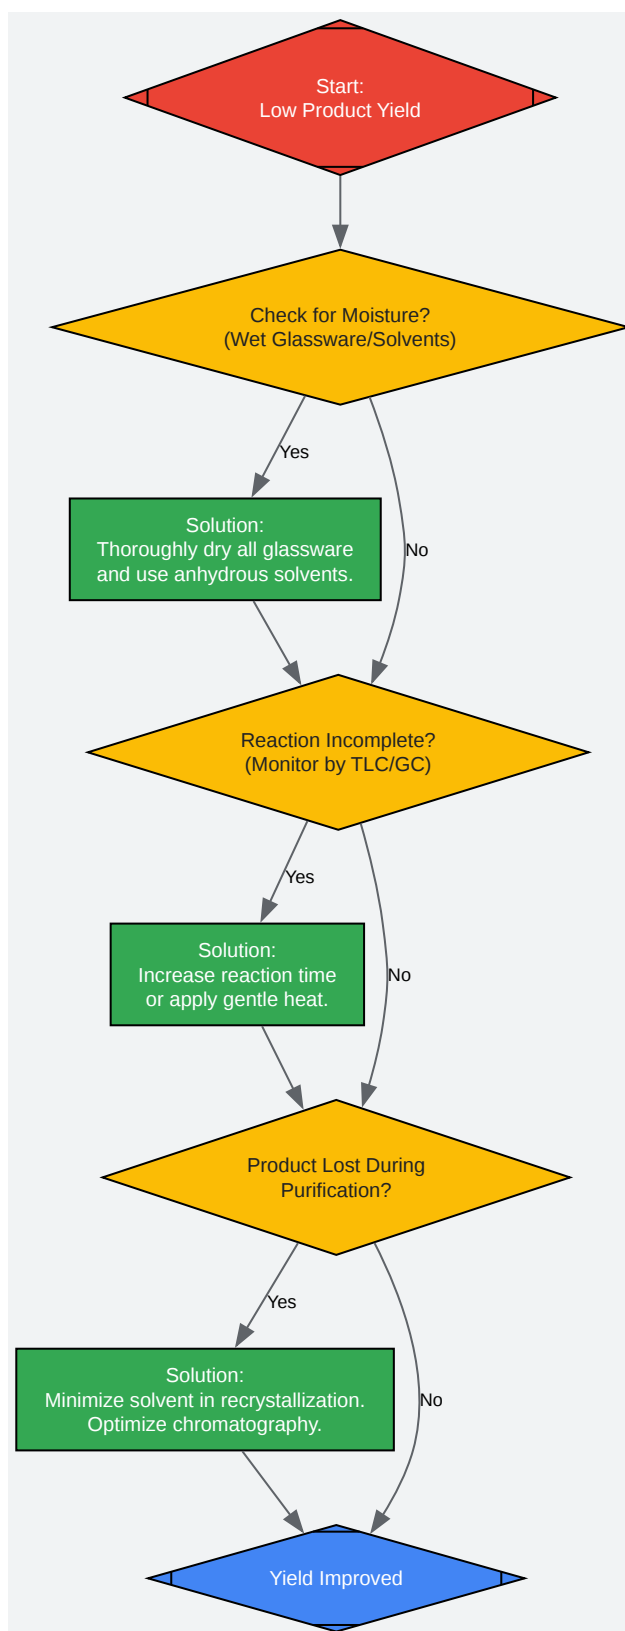 Start:
Low Product Yield
Check for Moisture?
(Wet Glassware/Solvents)
Yes
Solution:
Thoroughly dry all glassware
and use anhydrous solvents.
No
Reaction Incomplete?
(Monitor by TLC/GC)
Yes
Solution:
Increase reaction time
or apply gentle heat.
No
Product Lost During
Purification?
Yes
Solution:
Minimize solvent in recrystallization.
Optimize chromatography.
No
Yield Improved